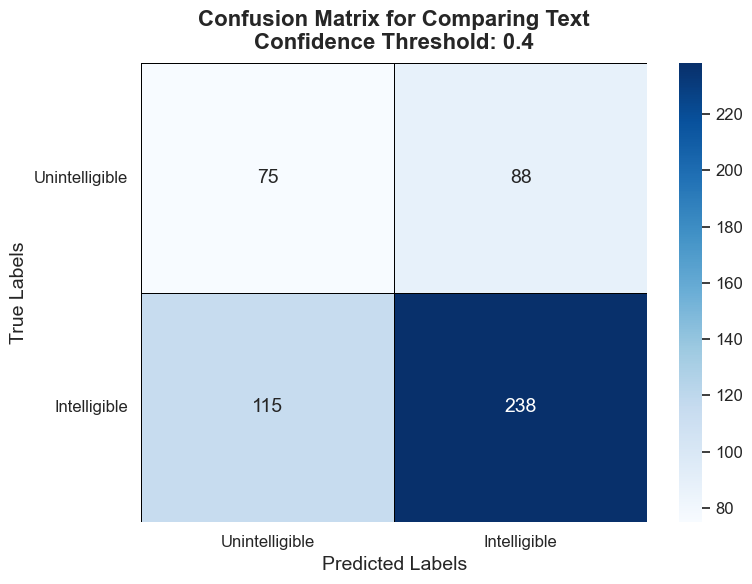 Confusion Matrix for Comparing Text
Confidence Threshold: 0.4
True Labels
Unintelligible
75
88
Intelligible
115
238
Unintelligible
Intelligible
Predicted Labels
220
200
180
160
140
120
100
80